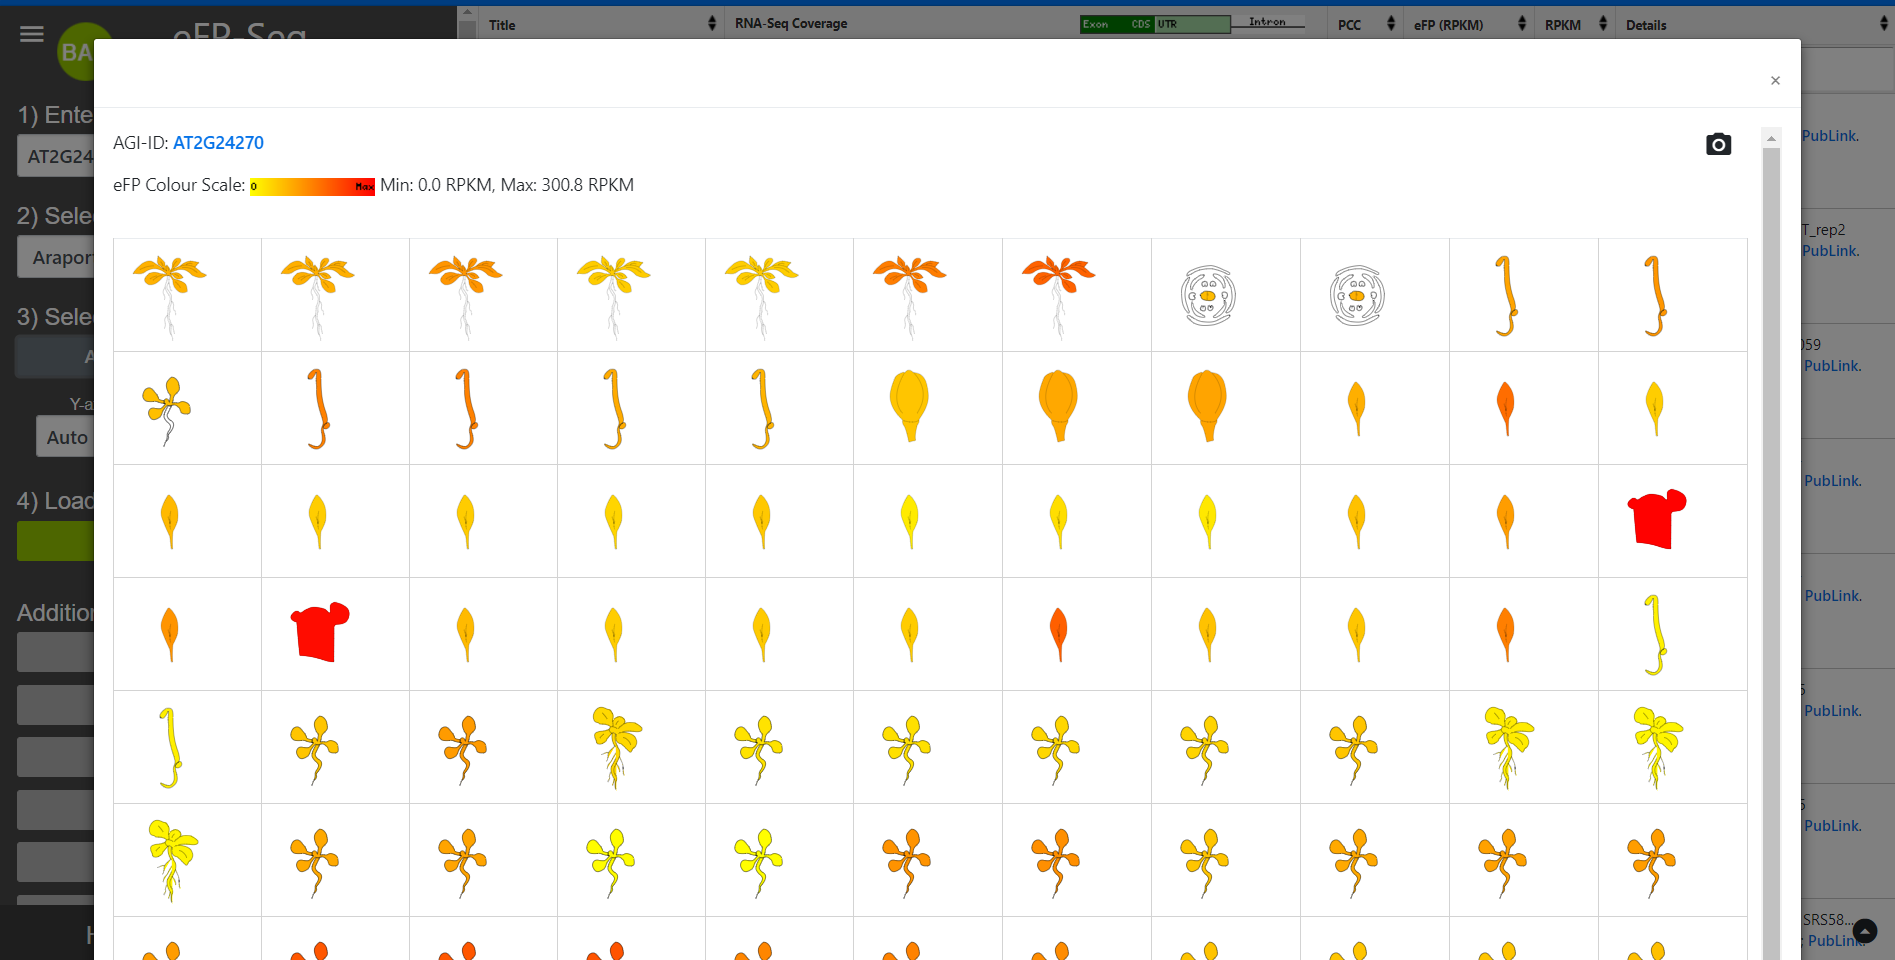 eFP-Seq
BA
Title
RNA-Seq Coverage
Exon CDS UTR Intron
PCC
eFP (RPKM)
RPKM
Details
×
1) Ente
AT2G24
2) Sele
Arapor
3) Sele
A
Y-a
Auto
4) Load
Addition
H
AGI-ID: AT2G24270
eFP Colour Scale: 0 Max Min: 0.0 RPKM, Max: 300.8 RPKM
PubLink.
T_rep2
PubLink.
059
PubLink.
PubLink.
PubLink.
5
PubLink.
5
PubLink.
SRS58...
; PubLink.